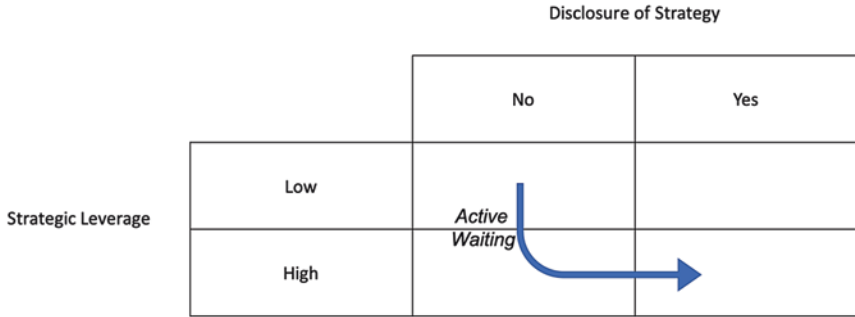 Disclosure of Strategy
No
Yes
Low
Strategic Leverage
Active
Waiting
High